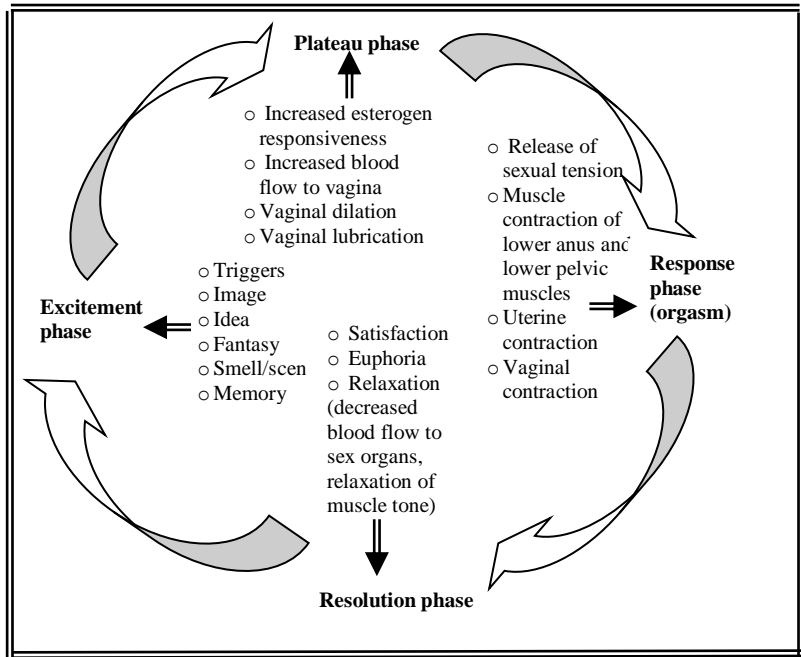 Plateau phase
○ Increased esterogen
responsiveness
○ Increased blood
flow to vagina
○ Vaginal dilation
○ Vaginal lubrication
○ Release of
sexual tension
○ Muscle
contraction of
lower anus and
lower pelvic
muscles
○ Uterine
contraction
○ Vaginal
contraction
Response
phase
(orgasm)
Excitement
phase
○ Triggers
○ Image
○ Idea
○ Fantasy
○ Smell/scen
○ Memory
○ Satisfaction
○ Euphoria
○ Relaxation
(decreased
blood flow to
sex organs,
relaxation of
muscle tone)
Resolution phase